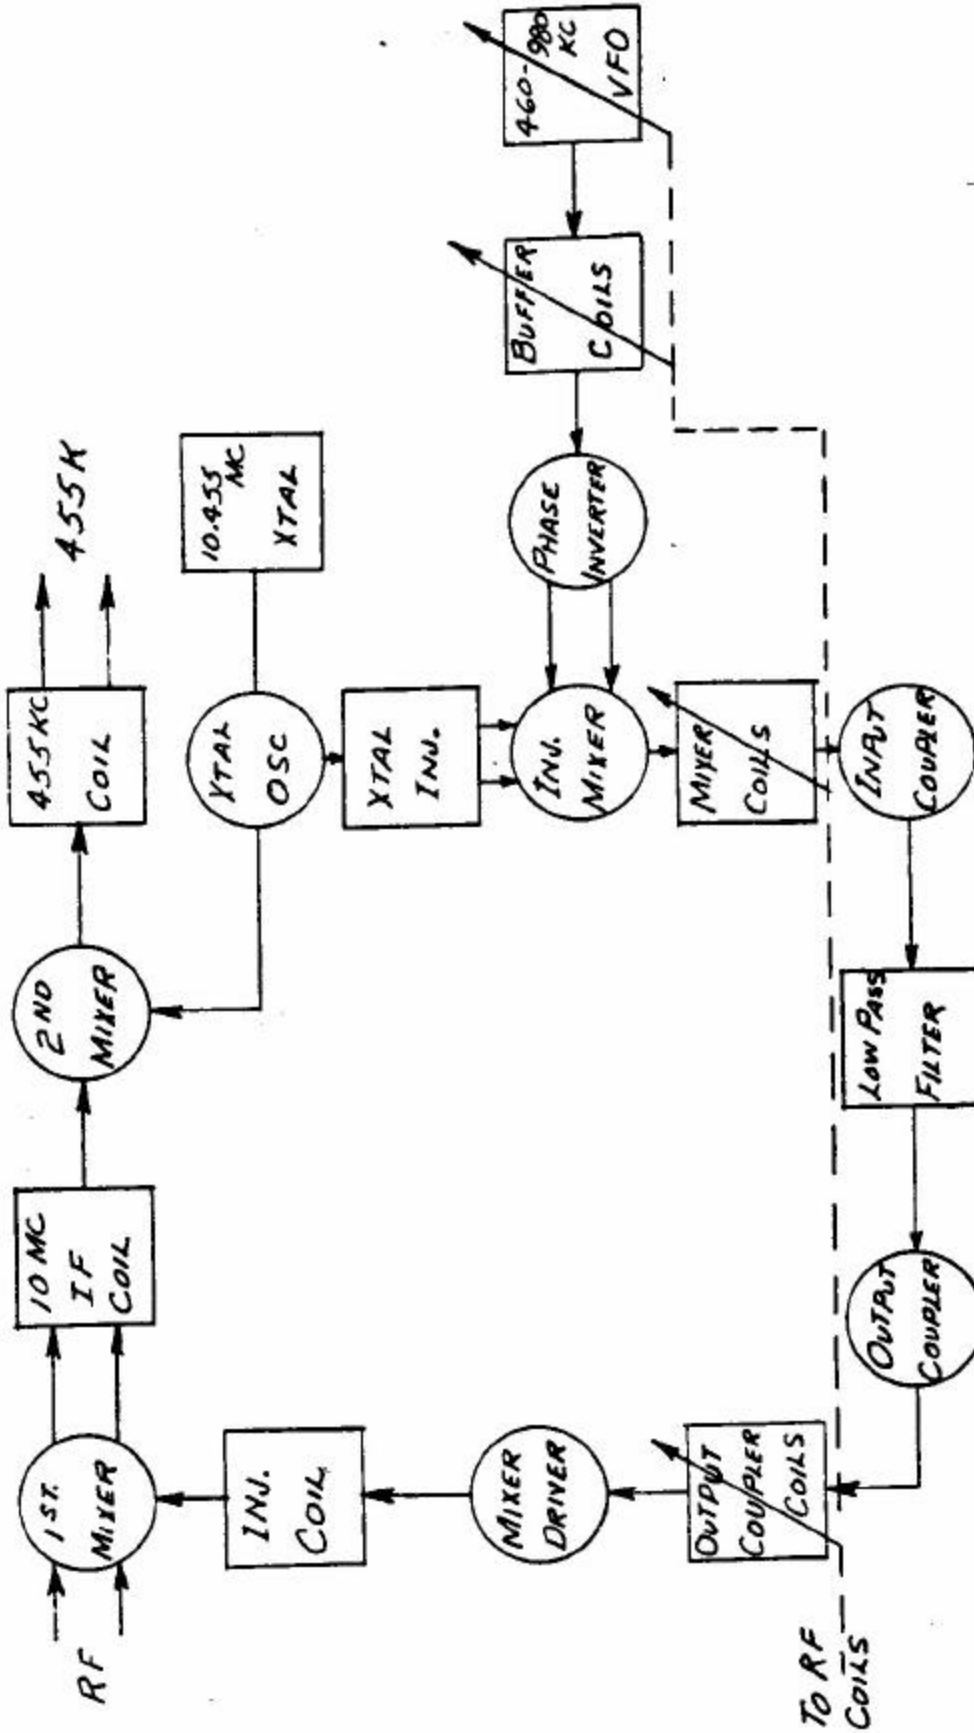 RF
1ST.
MIXER
10 MC
IF
COIL
2ND
MIXER
455 KC
COIL
455K
INJ.
COIL
XTAL
OSC
10.455
MC
XTAL
MIXER
DRIVER
XTAL
INJ.
OUTPUT
COUPLER
COILS
INJ.
MIXER
PHASE
INVERTER
BUFFER
COILS
460-980
KC
VFO
MIXER
COILS
TO RF
COILS
OUTPUT
COUPLER
LOW PASS
FILTER
INPUT
COUPLER